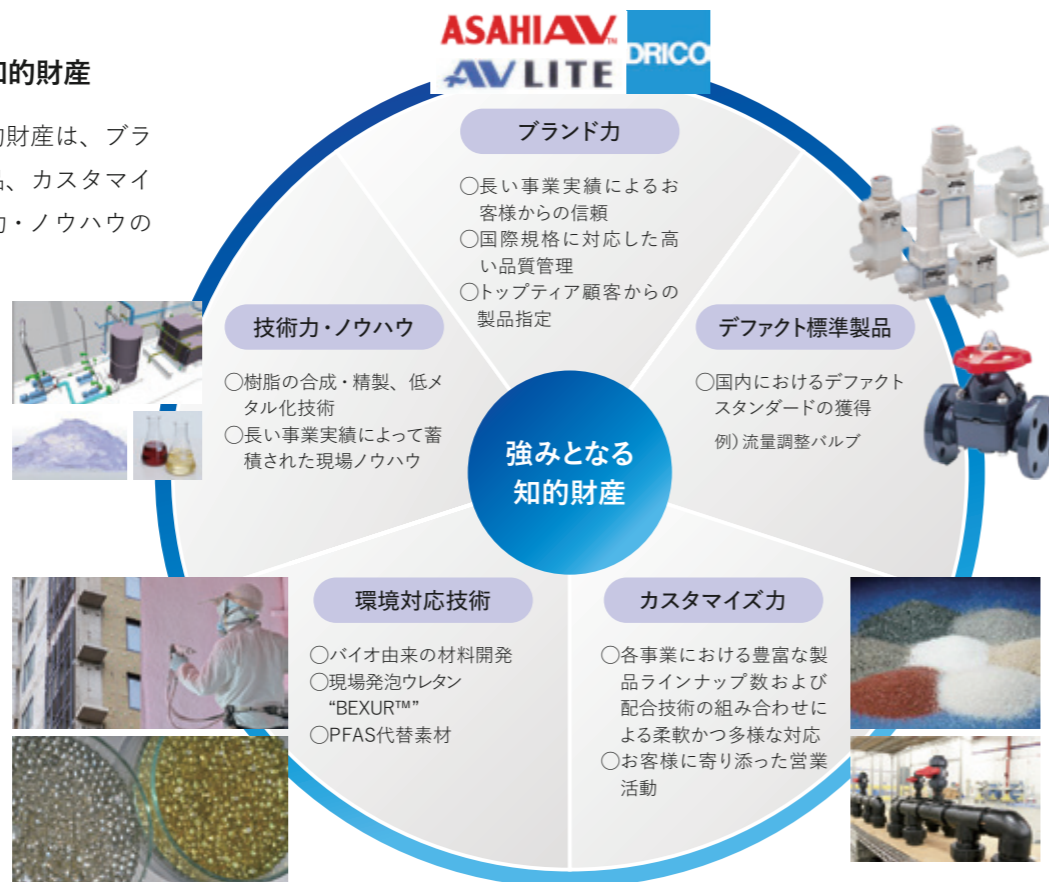 ASAHI AV™
AV LITE
DRICO
知的財産
的財産は、ブラ
品、カスタマイ
力・ノウハウの
ブランド力
○長い事業実績によるお
客様からの信頼
○国際規格に対応した高
い品質管理
○トップティア顧客からの
製品指定
技術力・ノウハウ
○樹脂の合成・精製、低メ
タル化技術
○長い事業実績によって蓄
積された現場ノウハウ
デファクト標準製品
○国内におけるデファクト
スタンダードの獲得
例）流量調整バルブ
強みとなる
知的財産
環境対応技術
○バイオ由来の材料開発
○現場発泡ウレタン
“BEXUR™”
○PFAS代替素材
カスタマイズ力
○各事業における豊富な製
品ラインナップ数および
配合技術の組み合わせに
よる柔軟かつ多様な対応
○お客様に寄り添った営業
活動